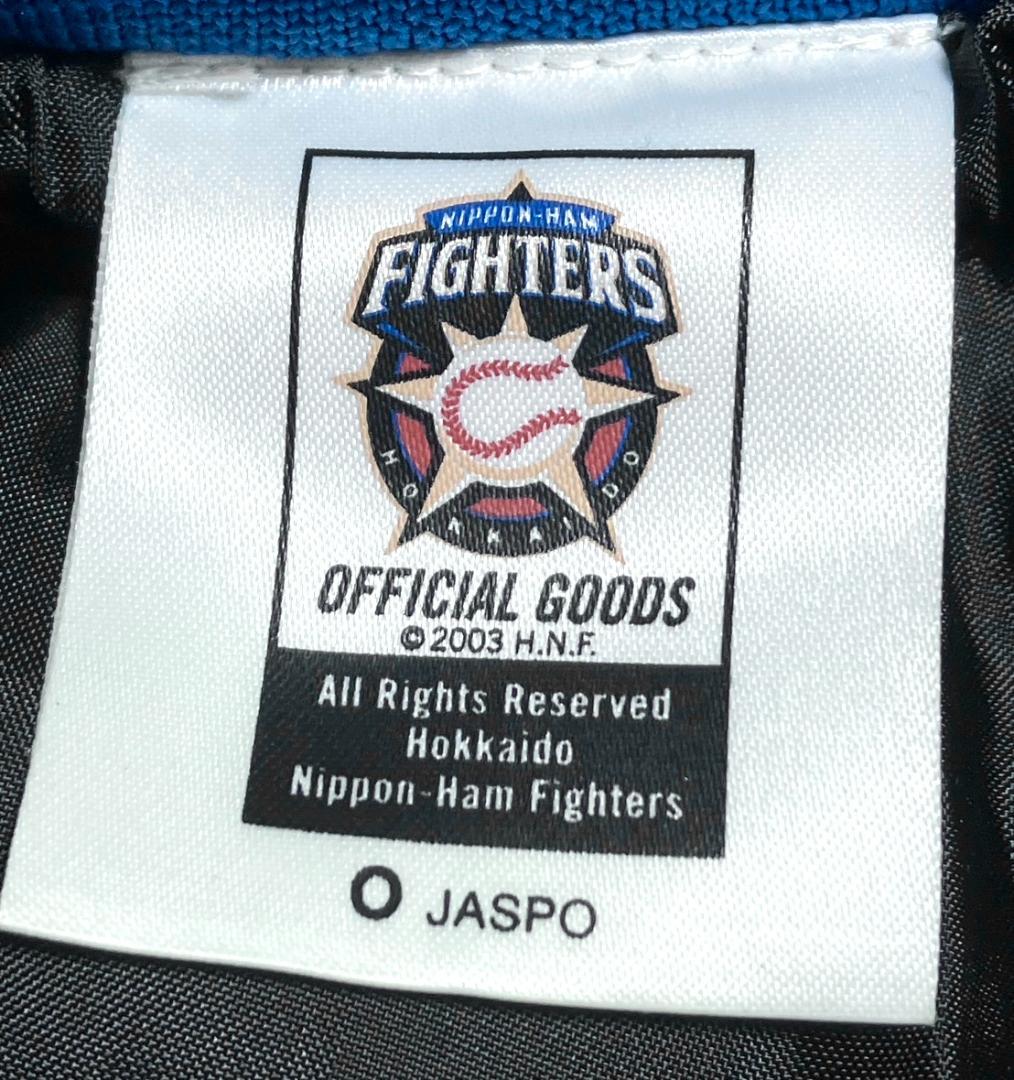 NIPPON-HAM
FIGHTERS
HOKKAIDO
OFFICIAL GOODS
©2003 H.N.F.
All Rights Reserved
Hokkaido
Nippon-Ham Fighters
O JASPO